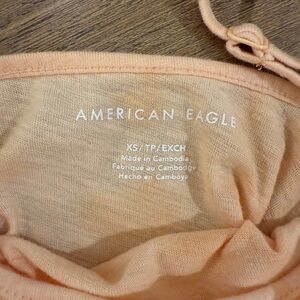 AMERICAN EAGLE
XS/TP/EXCH
Made in Cambodia
Fabriqué au Cambodge
Hecho en Camboya